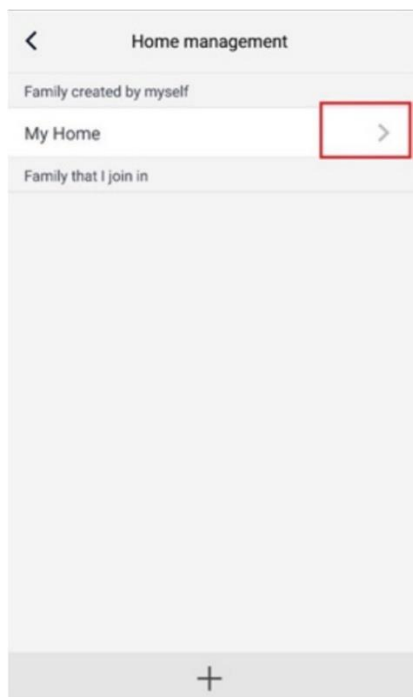 Home management
Family created by myself
My Home
Family that I join in